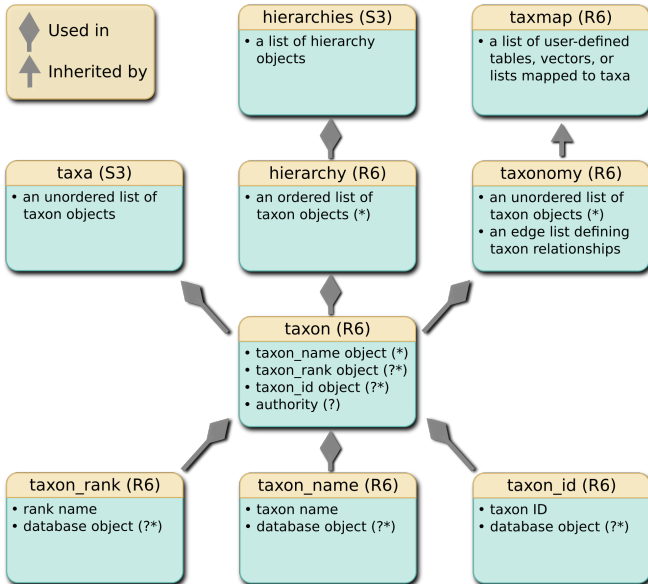 Used in
Inherited by
hierarchies (S3)
• a list of hierarchy
objects
taxmap (R6)
• a list of user-defined
tables, vectors, or
lists mapped to taxa
taxa (S3)
• an unordered list of
taxon objects
hierarchy (R6)
• an ordered list of
taxon objects (*)
taxonomy (R6)
• an unordered list of
taxon objects (*)
• an edge list defining
taxon relationships
taxon (R6)
• taxon_name object (*)
• taxon_rank object (?*)
• taxon_id object (?*)
• authority (?)
taxon_rank (R6)
• rank name
• database object (?*)
taxon_name (R6)
• taxon name
• database object (?*)
taxon_id (R6)
• taxon ID
• database object (?*)